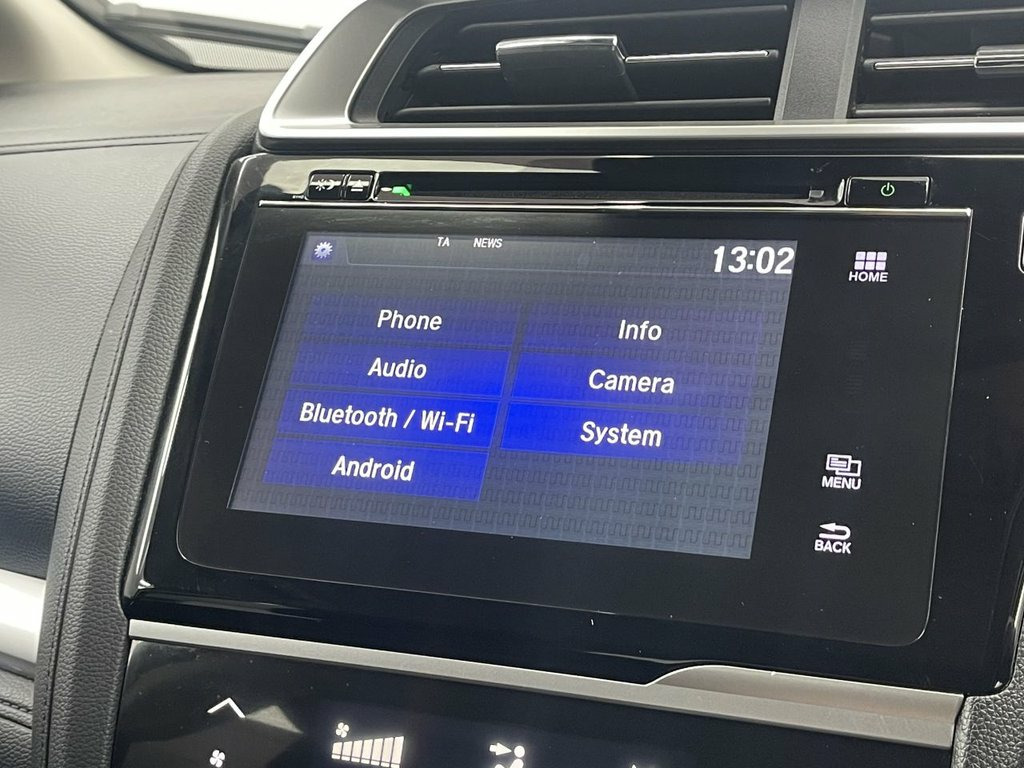 TA NEWS
13:02
HOME
Phone
Info
Audio
Camera
Bluetooth / Wi-Fi
System
Android
MENU
BACK